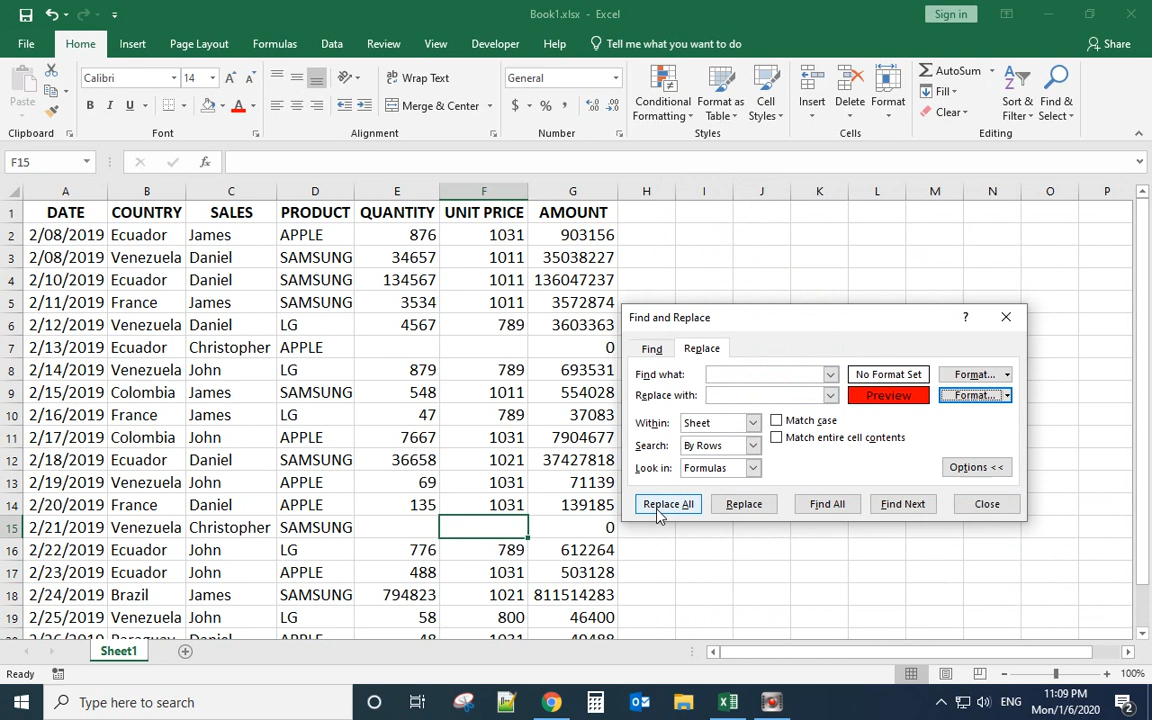 Book1.xlsx - Excel
Sign in
File Home Insert Page Layout Formulas Data Review View Developer Help Tell me what you want to do Share
Paste
Calibri 14
B I U A
Wrap Text
Merge & Center
General
$ % ,
Conditional Formatting
Format as Table
Cell Styles
Insert Delete Format
AutoSum
Fill
Clear
Sort & Filter
Find & Select
Clipboard Font Alignment Number Styles Cells Editing
F15 fx
A B C D E F G H I J K L M N O P
1 DATE COUNTRY SALES PRODUCT QUANTITY UNIT PRICE AMOUNT
2 2/08/2019 Ecuador James APPLE 876 1031 903156
3 2/08/2019 Venezuela Daniel SAMSUNG 34657 1011 35038227
4 2/10/2019 Ecuador Daniel SAMSUNG 134567 1011 136047237
5 2/11/2019 France James SAMSUNG 3534 1011 3572874
6 2/12/2019 Venezuela Daniel LG 4567 789 3603363
7 2/13/2019 Ecuador Christopher APPLE 0
8 2/14/2019 Venezuela John LG 879 789 693531
9 2/15/2019 Colombia James SAMSUNG 548 1011 554028
10 2/16/2019 France James LG 47 789 37083
11 2/17/2019 Colombia John APPLE 7667 1031 7904677
12 2/18/2019 Ecuador Daniel SAMSUNG 36658 1021 37427818
13 2/19/2019 Venezuela John APPLE 69 1031 71139
14 2/20/2019 France Daniel APPLE 135 1031 139185
15 2/21/2019 Venezuela Christopher SAMSUNG 0
16 2/22/2019 Ecuador John LG 776 789 612264
17 2/23/2019 Ecuador John APPLE 488 1031 503128
18 2/24/2019 Brazil James SAMSUNG 794823 1021 811514283
19 2/25/2019 Venezuela John LG 58 800 46400
20 2/26/2019 Paraguay Daniel APPLE 48 1031 49488
Find and Replace ?
Find Replace
Find what: No Format Set Format...
Replace with: Preview Format...
Within: Sheet Match case
Match entire cell contents
Search: By Rows
Look in: Formulas Options <<
Replace All Replace Find All Find Next Close
Sheet1
Ready 100%
Type here to search
ENG
11:09 PM
Mon/1/6/2020
2